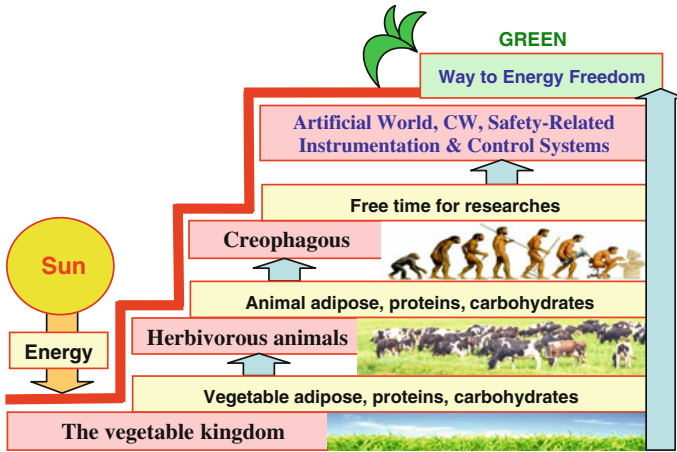 GREEN
Way to Energy Freedom
Artificial World, CW, Safety-Related
Instrumentation & Control Systems
Free time for researches
Creophagous
Sun
Animal adipose, proteins, carbohydrates
Energy
Herbivorous animals
Vegetable adipose, proteins, carbohydrates
The vegetable kingdom